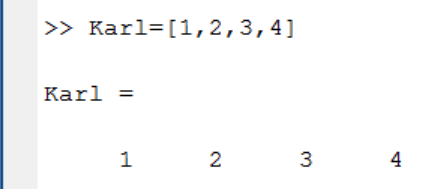 >> Karl=[1,2,3,4]
Karl =
1 2 3 4